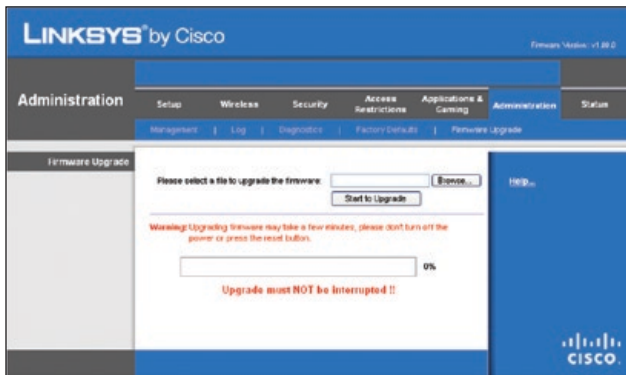 LINKSYS® by Cisco
Firmware Version: v1.00.0
Administration
Setup
Wireless
Security
Access Restrictions
Applications & Gaming
Administration
Status
Management | Log | Diagnostics | Factory Defaults | Firmware Upgrade
Firmware Upgrade
Please select a file to upgrade the firmware:
Browse...
Start to Upgrade
Help...
Warning: Upgrading firmware may take a few minutes, please don't turn off the
power or press the reset button.
0%
Upgrade must NOT be interrupted !!
CISCO.